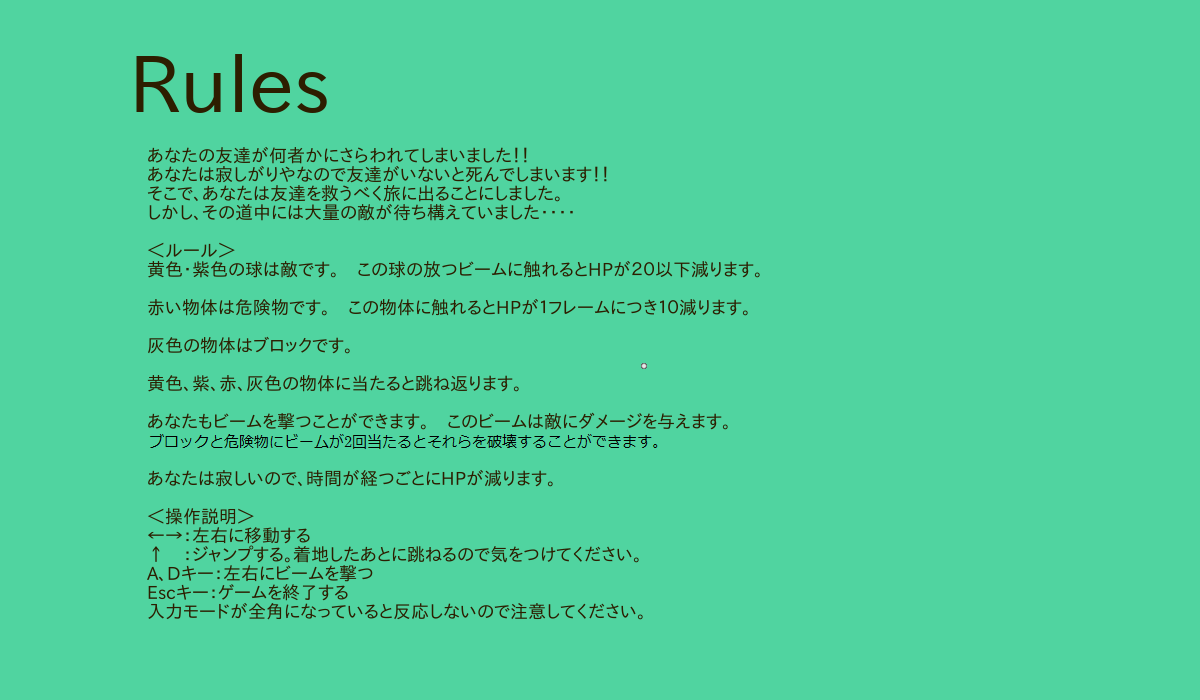 Rules
あなたの友達が何者かにさらわれてしまいました！！
あなたは寂しがりやなので友達がいないと死んでしまいます！！
そこで、あなたは友達を救うべく旅に出ることにしました。
しかし、その道中には大量の敵が待ち構えていました・・・・
＜ルール＞
黄色・紫色の球は敵です。　この球の放つビームに触れるとHPが20以下減ります。
赤い物体は危険物です。　この物体に触れるとHPが1フレームにつき10減ります。
灰色の物体はブロックです。
黄色、紫、赤、灰色の物体に当たると跳ね返ります。
あなたもビームを撃つことができます。　このビームは敵にダメージを与えます。
ブロックと危険物にビームが2回当たるとそれらを破壊することができます。
あなたは寂しいので、時間が経つごとにHPが減ります。
＜操作説明＞
←→：左右に移動する
↑　：ジャンプする。着地したあとに跳ねるので気をつけてください。
A、Dキー：左右にビームを撃つ
Escキー：ゲームを終了する
入力モードが全角になっていると反応しないので注意してください。